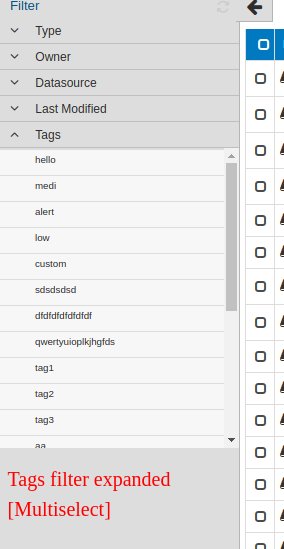 Filter
Type
Owner
Datasource
Last Modified
Tags
hello
medi
alert
low
custom
sdsdsdsd
dfdfdfdfdfdfdf
qwertyuioplkjhgfds
tag1
tag2
tag3
aa
Tags filter expanded
[Multiselect]